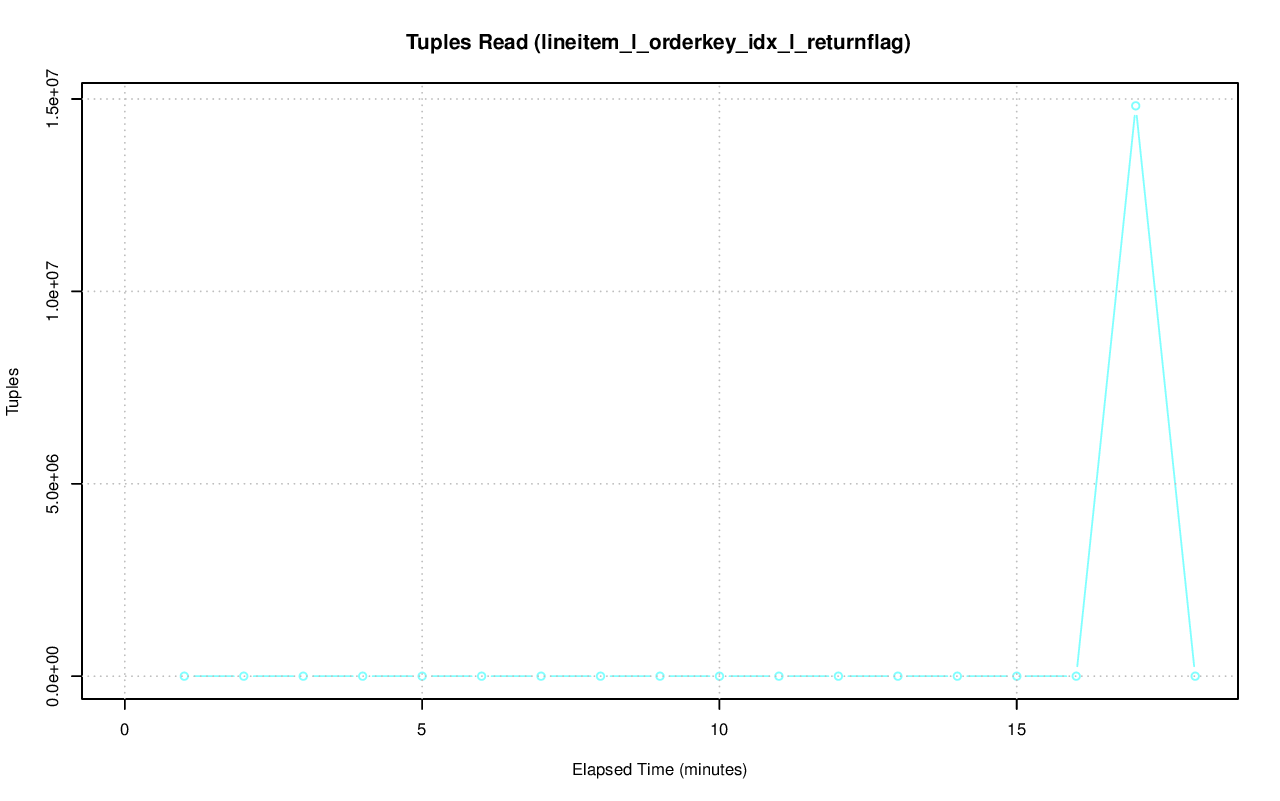 Tuples Read (lineitem_l_orderkey_idx_l_returnflag)
1.5e+07
1.0e+07
5.0e+06
0.0e+00
Tuples
0 5 10 15
Elapsed Time (minutes)